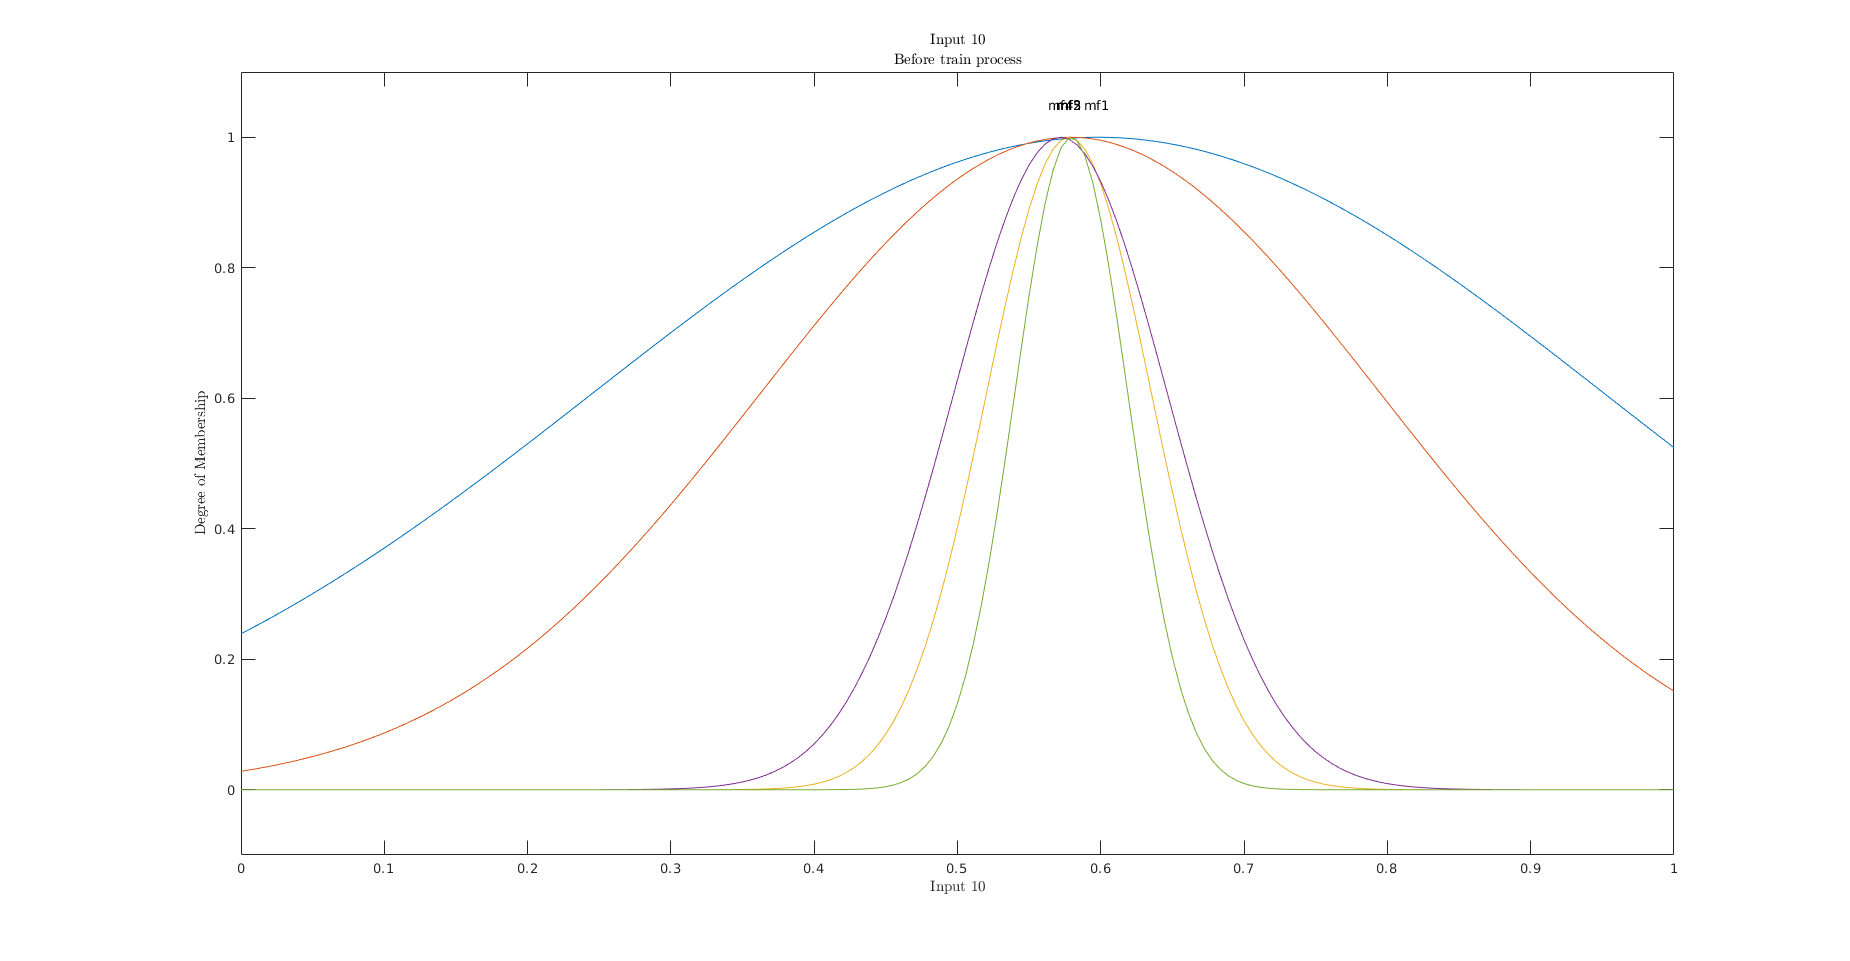 Input 10
Before train process
mf1
1
0.8
0.6
0.4
0.2
0
Degree of Membership
0 0.1 0.2 0.3 0.4 0.5 0.6 0.7 0.8 0.9 1
Input 10